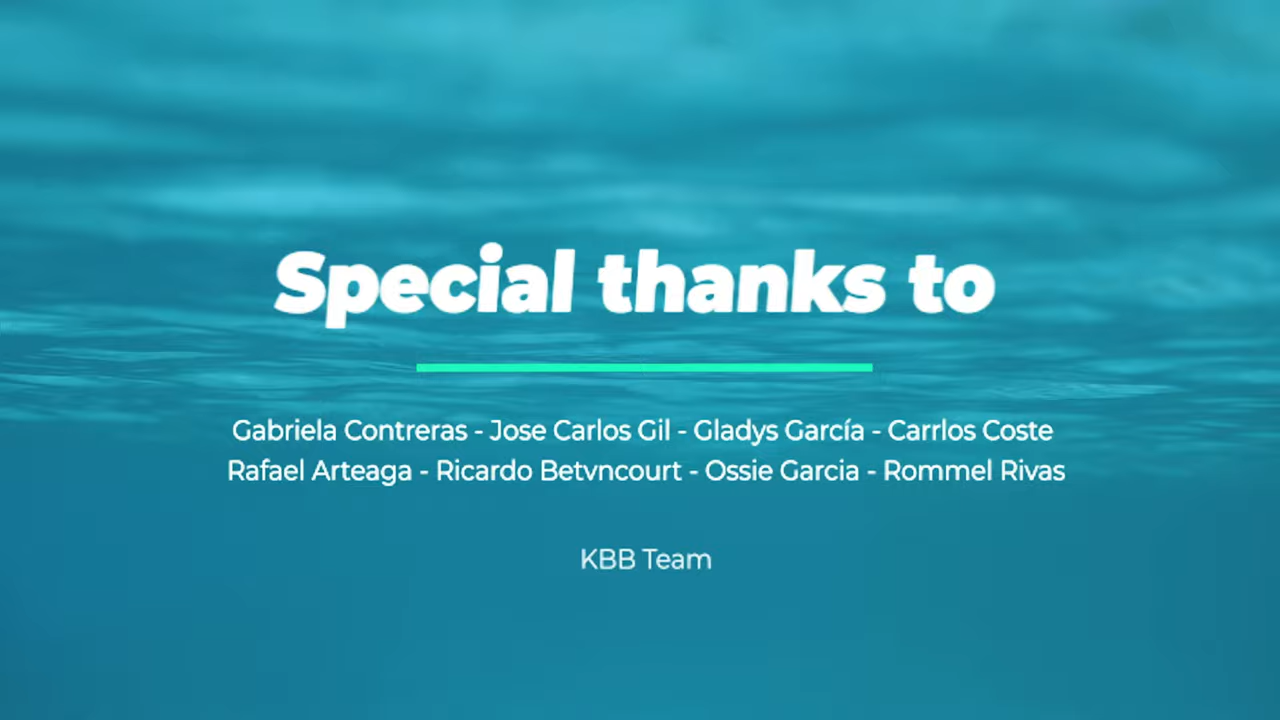 Special thanks to
Gabriela Contreras - Jose Carlos Gil - Gladys García - Carrlos Coste
Rafael Arteaga - Ricardo Betvncourt - Ossie Garcia - Rommel Rivas
KBB Team